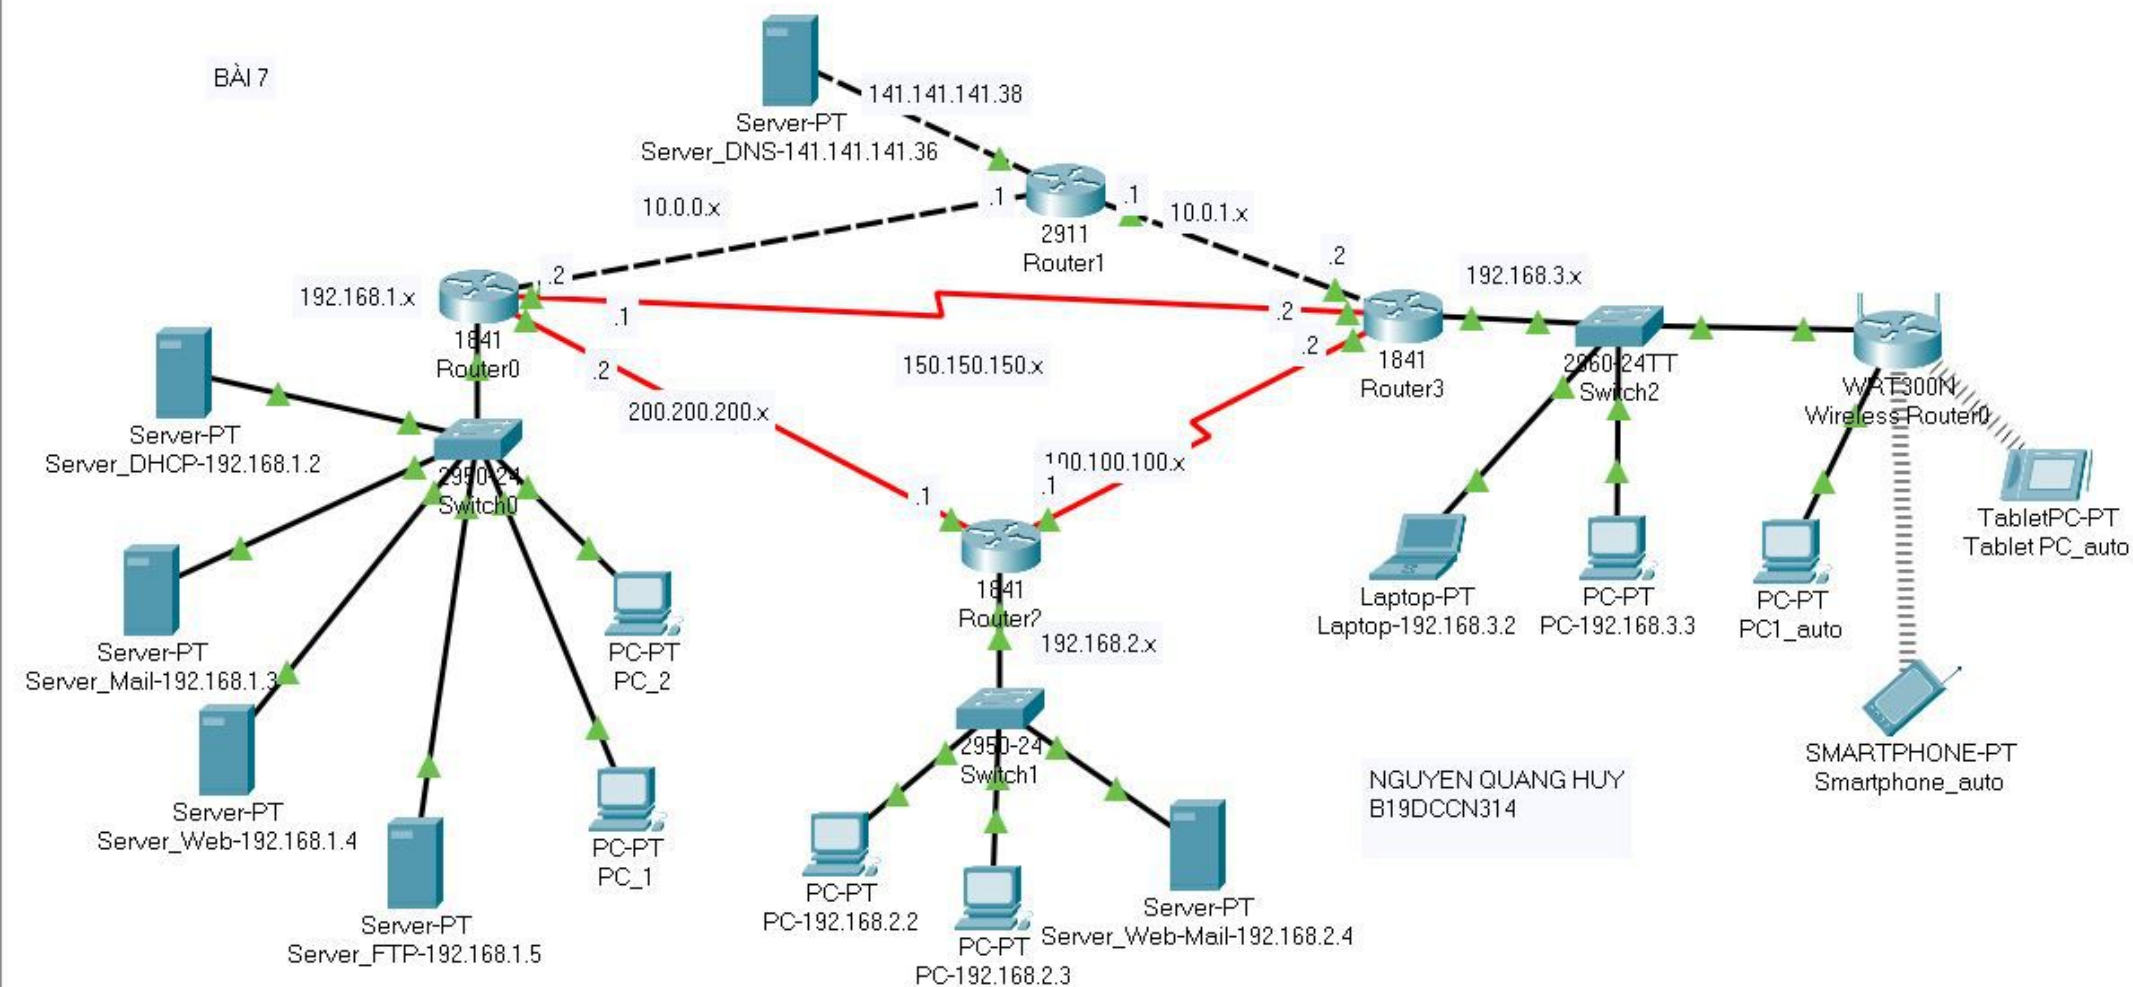 BÀI 7
141.141.141.38
Server-PT
Server_DNS-141.141.141.36
10.0.0.x
.1
.1
10.0.1.x
2911
Router1
.2
.2
192.168.1.x
192.168.3.x
1841
Router0
.1
.2
.2
1841
Router3
150.150.150.x
.2
200.200.200.x
2960-24TT
Switch2
WRT300N
Wireless Router0
Server-PT
Server_DHCP-192.168.1.2
2950-24
Switch0
100.100.100.x
.1
.1
TabletPC-PT
Tablet PC_auto
1841
Router2
Laptop-PT
Laptop-192.168.3.2
PC-PT
PC-192.168.3.3
PC-PT
PC1_auto
192.168.2.x
Server-PT
Server_Mail-192.168.1.3
PC-PT
PC_2
2950-24
Switch1
SMARTPHONE-PT
Smartphone_auto
NGUYEN QUANG HUY
B19DCCN314
Server-PT
Server_Web-192.168.1.4
PC-PT
PC_1
PC-PT
PC-192.168.2.2
Server-PT
Server_FTP-192.168.1.5
PC-PT
PC-192.168.2.3
Server-PT
Server_Web-Mail-192.168.2.4